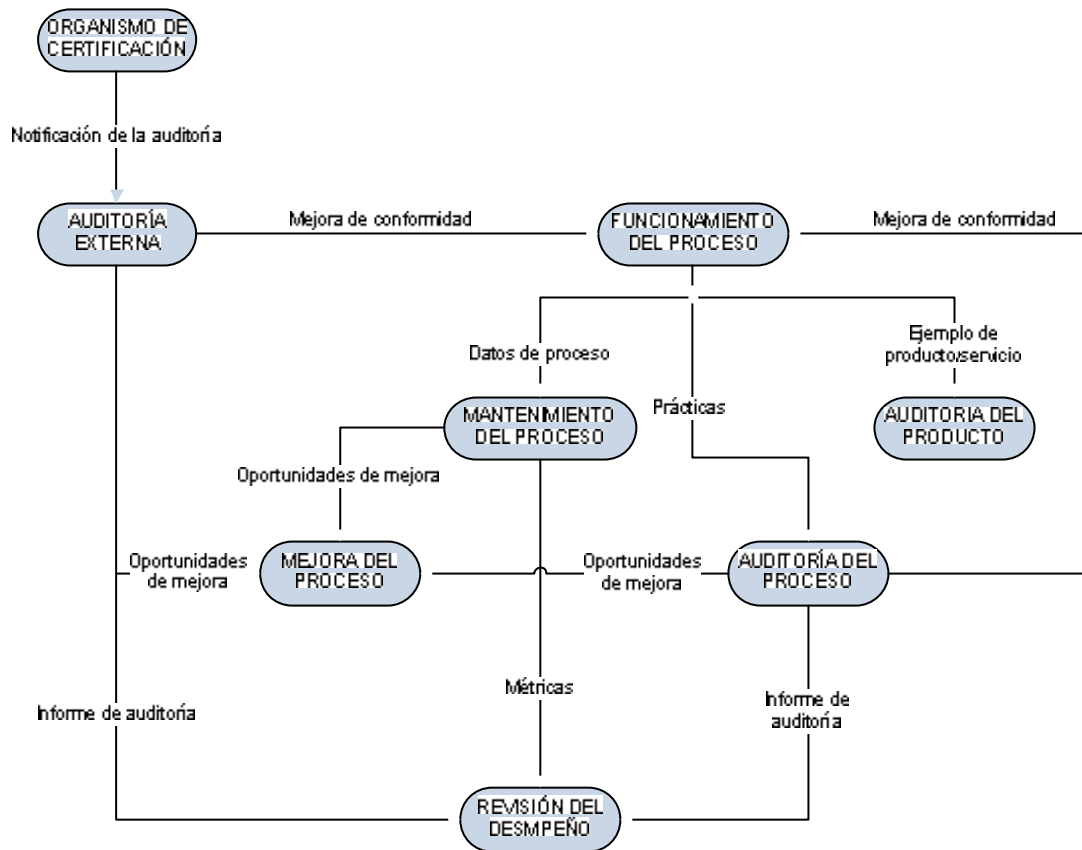 ORGANISMO DE
CERTIFICACIÓN
Notificación de la auditoría
AUDITORÍA
EXTERNA
Mejora de conformidad
FUNCIONAMIENTO
DEL PROCESO
Mejora de conformidad
Datos de proceso
Ejemplo de
producto/servicio
MANTENIMIENTO
DEL PROCESO
Prácticas
AUDITORIA DEL
PRODUCTO
Oportunidades de mejora
Oportunidades
de mejora
MEJORA DEL
PROCESO
Oportunidades
de mejora
AUDITORÍA DEL
PROCESO
Informe de auditoría
Métricas
Informe de
auditoría
REVISIÓN DEL
DESMPEÑO